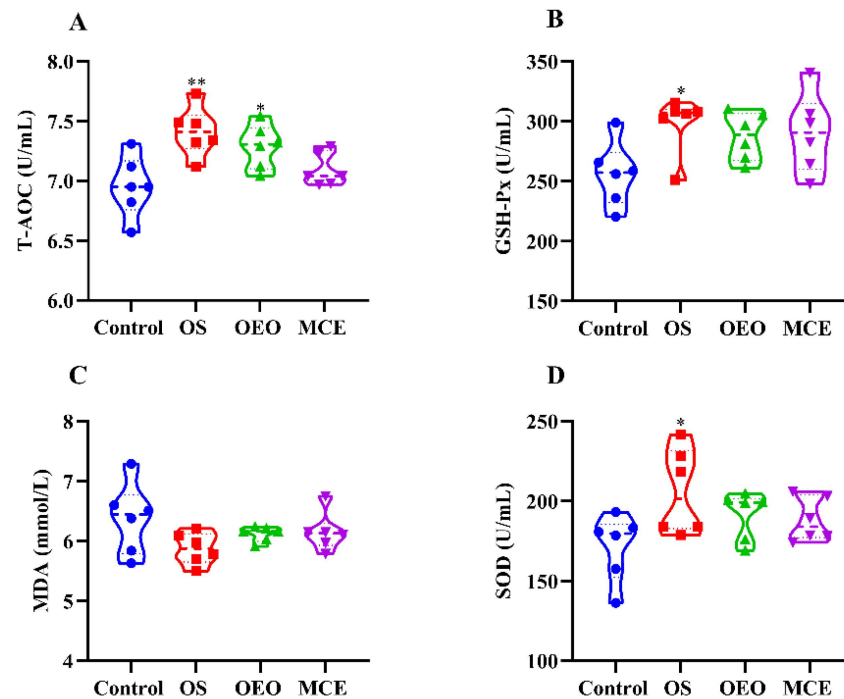 A
B
T-AOC (U/mL)
8.0
7.5
7.0
6.5
6.0
**
*
Control OS OEO MCE
GSH-Px (U/mL)
350
300
250
200
150
*
Control OS OEO MCE
C
D
MDA (mmol/L)
8
7
6
5
4
Control OS OEO MCE
SOD (U/mL)
250
200
150
100
*
Control OS OEO MCE